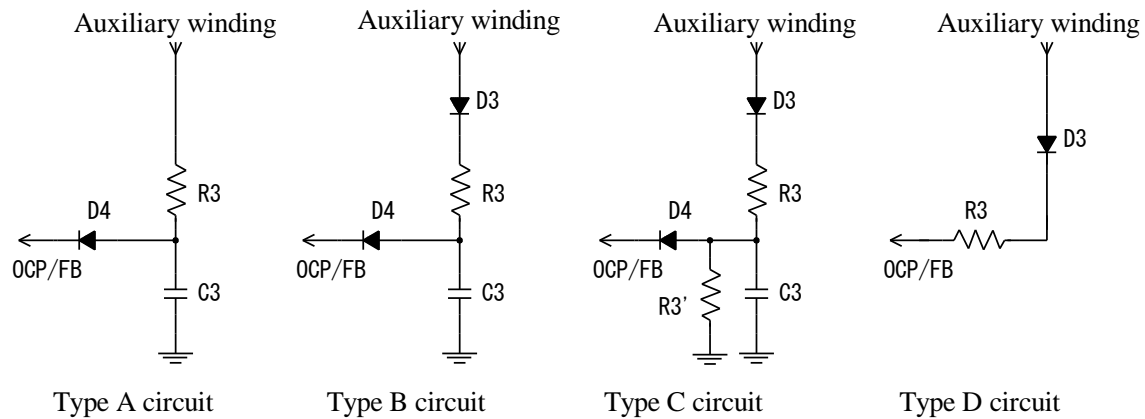 Auxiliary winding Auxiliary winding Auxiliary winding Auxiliary winding
D3 D3
D3
R3 R3 R3
D4 D4 D4 R3
OCP/FB OCP/FB OCP/FB OCP/FB
C3 C3 R3' C3
Type A circuit Type B circuit Type C circuit Type D circuit